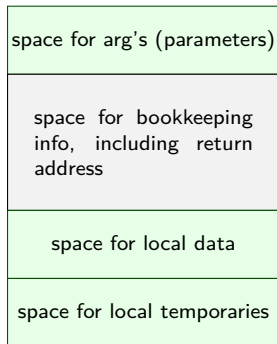 space for arg's (parameters)
space for bookkeeping
info, including return
address
space for local data
space for local temporaries